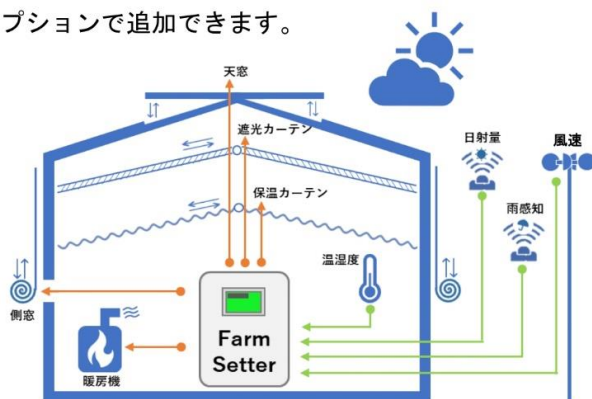 プションで追加できます。
天窓
遮光カーテン
日射量
風速
保温カーテン
雨感知
温湿度
側窓
Farm
Setter
暖房機